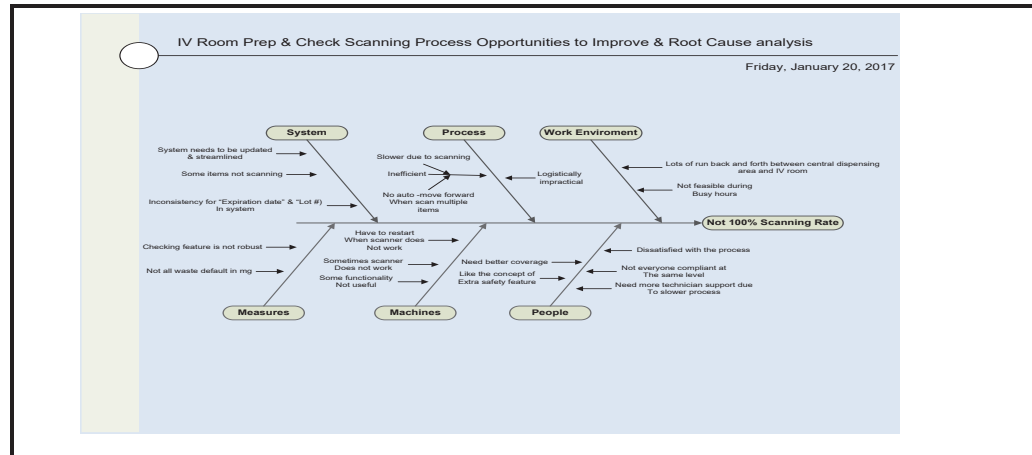 IV Room Prep & Check Scanning Process Opportunities to Improve & Root Cause analysis
Friday, January 20, 2017
System
Process
Work Enviroment
System needs to be updated
& streamlined
Some items not scanning
Inconsistency for "Expiration date" & "Lot #)
In system
Slower due to scanning
Inefficient
No auto -move forward
When scan multiple
items
Logistically
impractical
Lots of run back and forth between central dispensing
area and IV room
Not feasible during
Busy hours
Not 100% Scanning Rate
Checking feature is not robust
Not all waste default in mg
Have to restart
When scanner does
Not work
Sometimes scanner
Does not work
Some functionality
Not useful
Need better coverage
Like the concept of
Extra safety feature
Dissatisfied with the process
Not everyone compliant at
The same level
Need more technician support due
To slower process
Measures
Machines
People